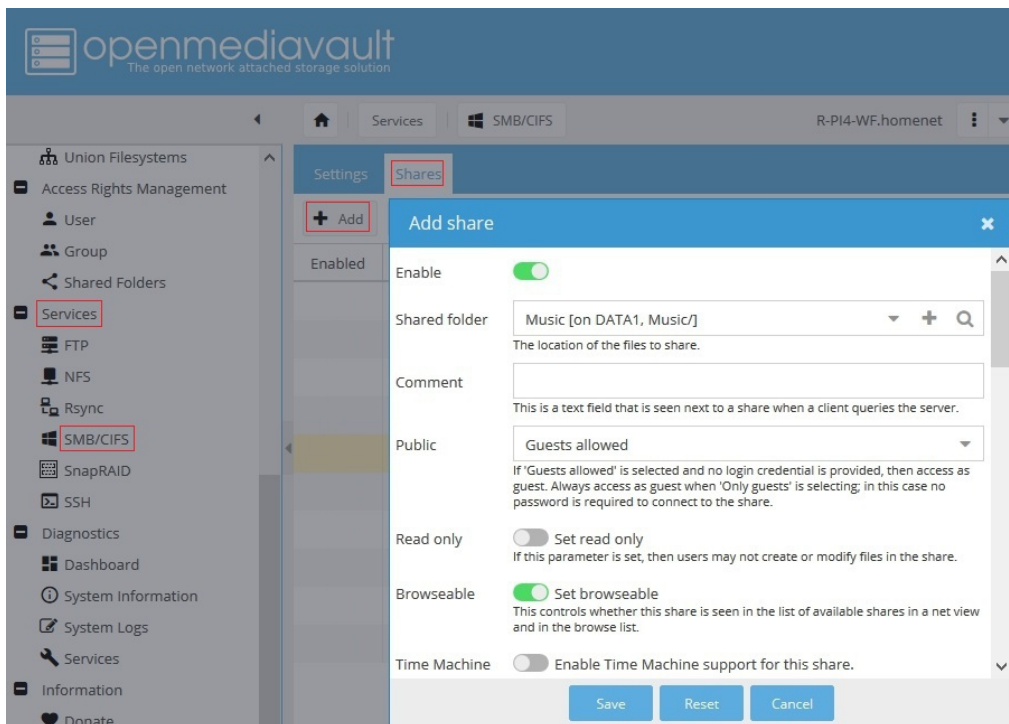 openmediavault
The open network attached storage solution
Services
SMB/CIFS
R-PI4-WF.homenet
Union Filesystems
Access Rights Management
User
Group
Shared Folders
Services
FTP
NFS
Rsync
SMB/CIFS
SnapRAID
SSH
Diagnostics
Dashboard
System Information
System Logs
Services
Information
Donate
Settings
Shares
Add
Enabled
Add share
Enable
Shared folder
Music [on DATA1, Music/]
The location of the files to share.
Comment
This is a text field that is seen next to a share when a client queries the server.
Public
Guests allowed
If 'Guests allowed' is selected and no login credential is provided, then access as
guest. Always access as guest when 'Only guests' is selecting; in this case no
password is required to connect to the share.
Read only
Set read only
If this parameter is set, then users may not create or modify files in the share.
Browseable
Set browseable
This controls whether this share is seen in the list of available shares in a net view
and in the browse list.
Time Machine
Enable Time Machine support for this share.
Save
Reset
Cancel